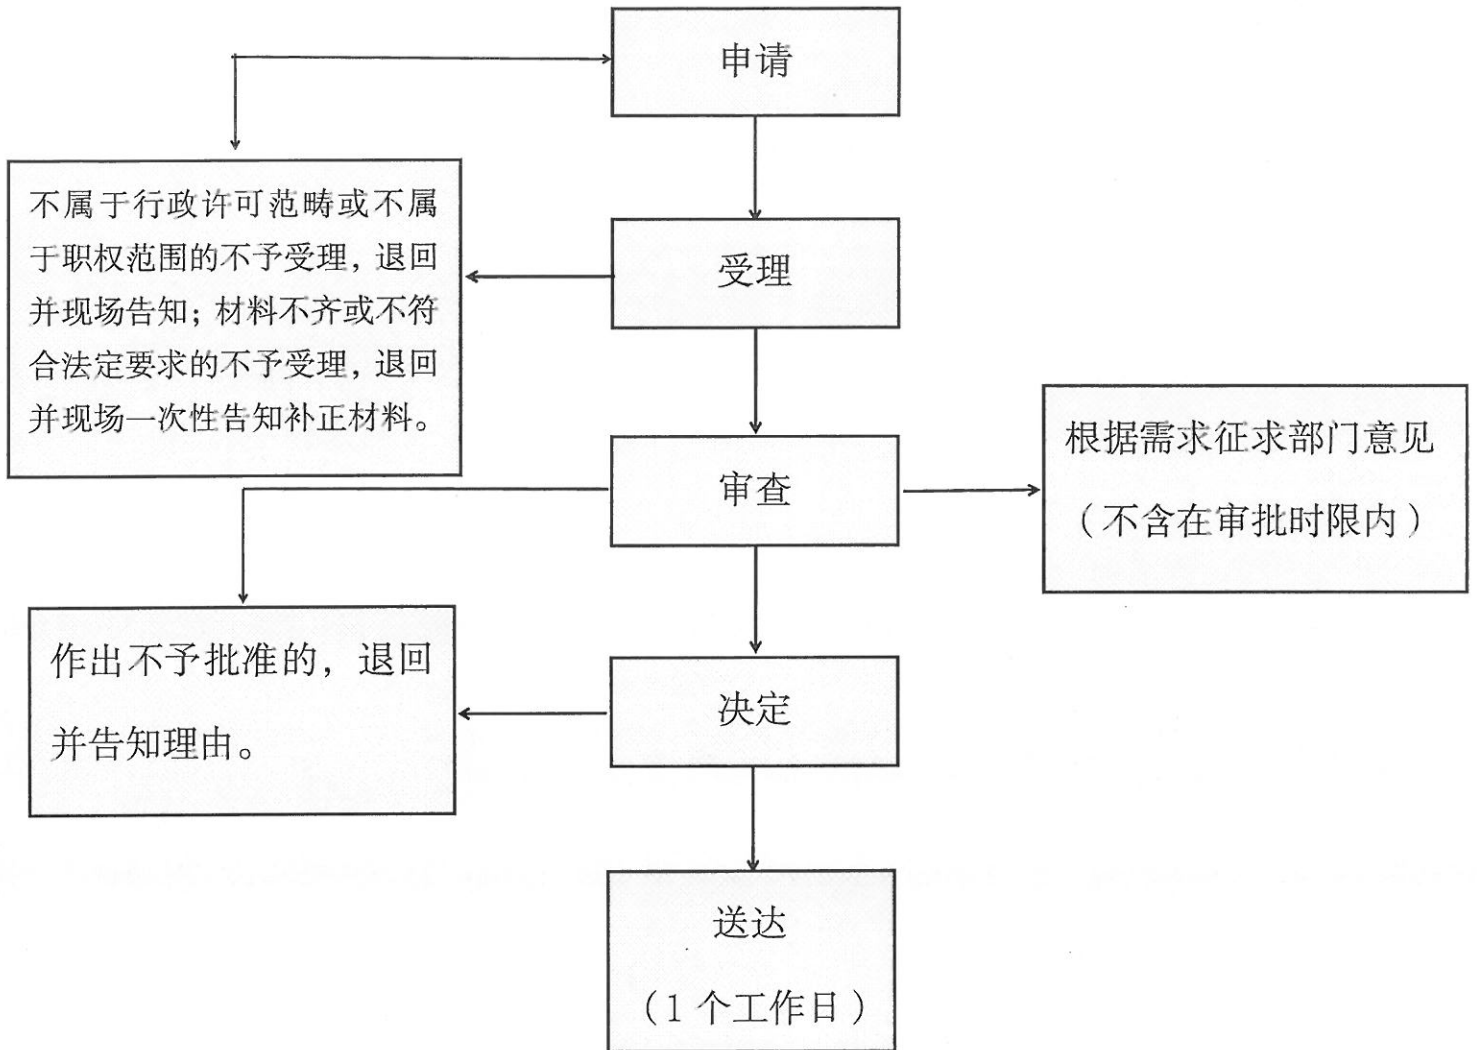 申请
不属于行政许可范畴或不属
于职权范围的不予受理，退回
并现场告知；材料不齐或不符
合法定要求的不予受理，退回
并现场一次性告知补正材料。
受理
审查
根据需求征求部门意见
（不含在审批时限内）
作出不予批准的，退回
并告知理由。
决定
送达
（1 个工作日）